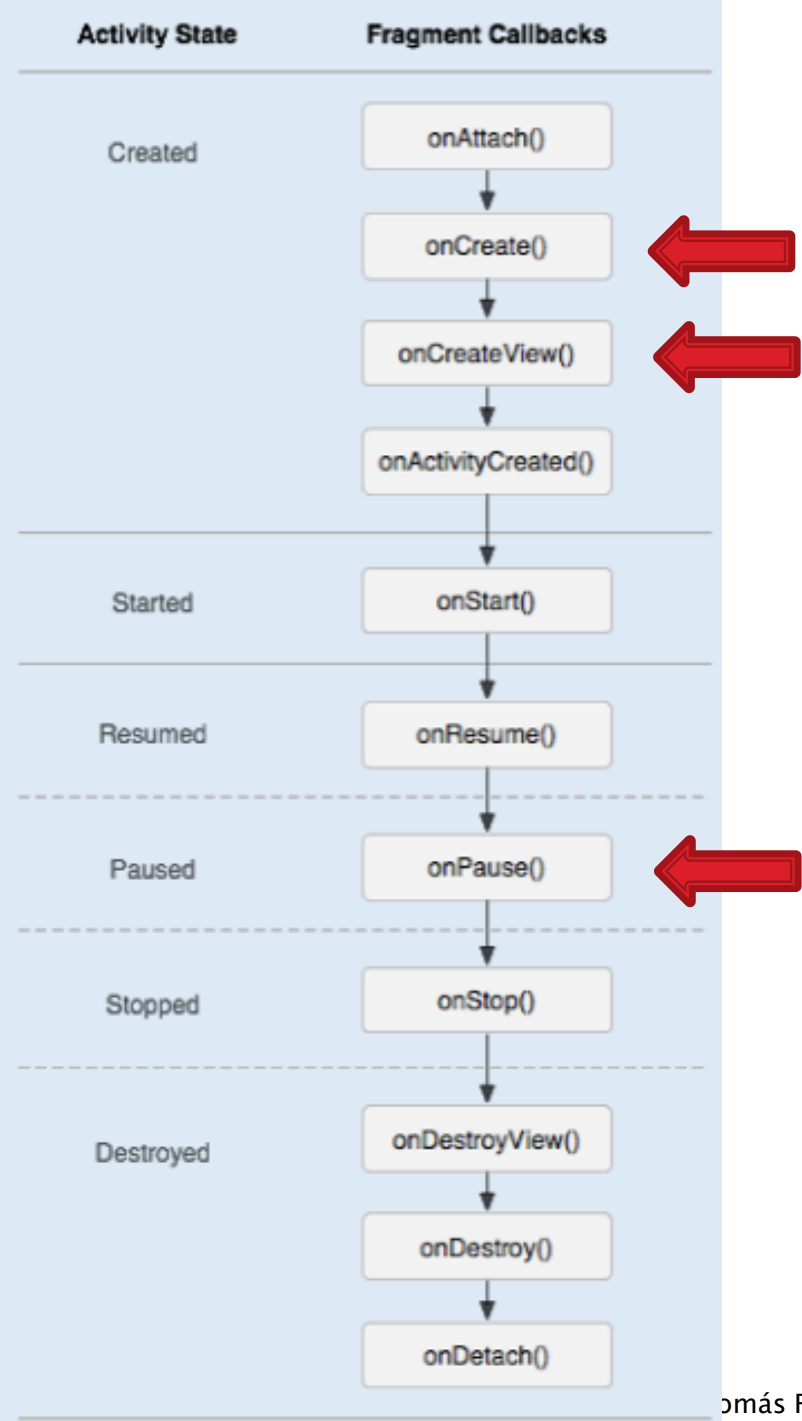 Activity State Fragment Callbacks
Created
onAttach()
onCreate()
onCreateView()
onActivityCreated()
Started onStart()
Resumed onResume()
Paused onPause()
Stopped onStop()
Destroyed
onDestroyView()
onDestroy()
onDetach()